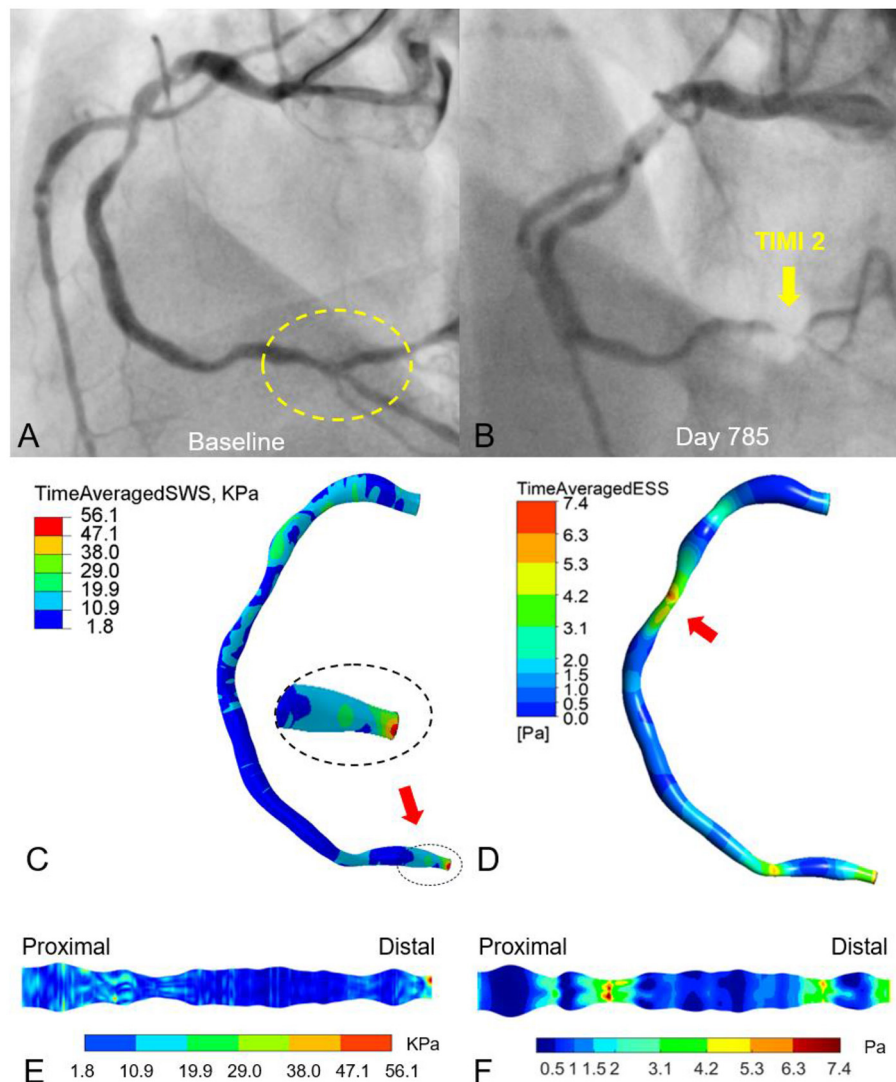 A
Baseline
TIMI 2
B
Day 785
TimeAveragedSWS, KPa
56.1
47.1
38.0
29.0
19.9
10.9
1.8
C
TimeAveragedESS
7.4
6.3
5.3
4.2
3.1
2.0
1.5
1.0
0.5
0.0
[Pa]
D
Proximal Distal
KPa
1.8 10.9 19.9 29.0 38.0 47.1 56.1
E
Proximal Distal
Pa
0.5 1 1.5 2 3.1 4.2 5.3 6.3 7.4
F